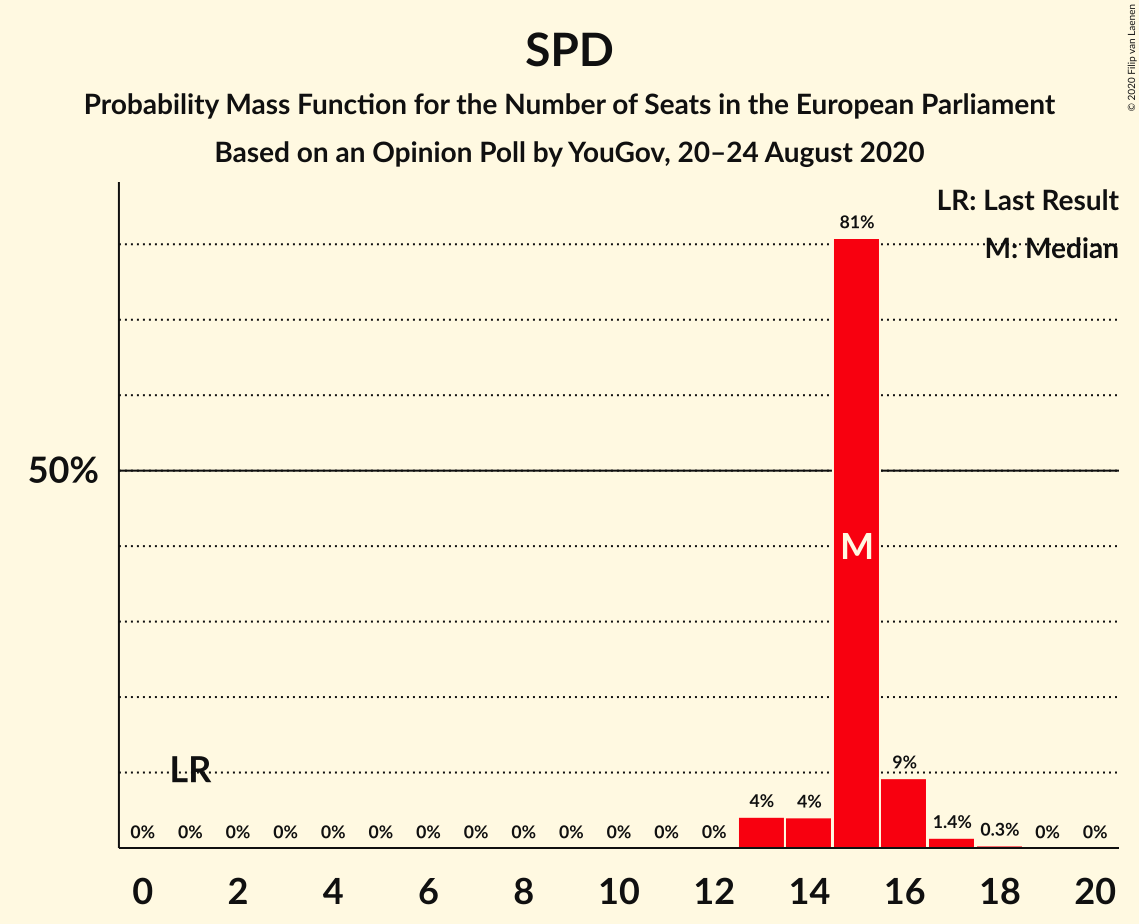 SPD
Probability Mass Function for the Number of Seats in the European Parliament
Based on an Opinion Poll by YouGov, 20–24 August 2020
© 2020 Filip van Laenen
LR: Last Result
M: Median
81%
50%
M
LR
9%
4% 4%
1.4% 0.3%
0% 0% 0% 0% 0% 0% 0% 0% 0% 0% 0% 0% 0% 0% 0%
0 2 4 6 8 10 12 14 16 18 20